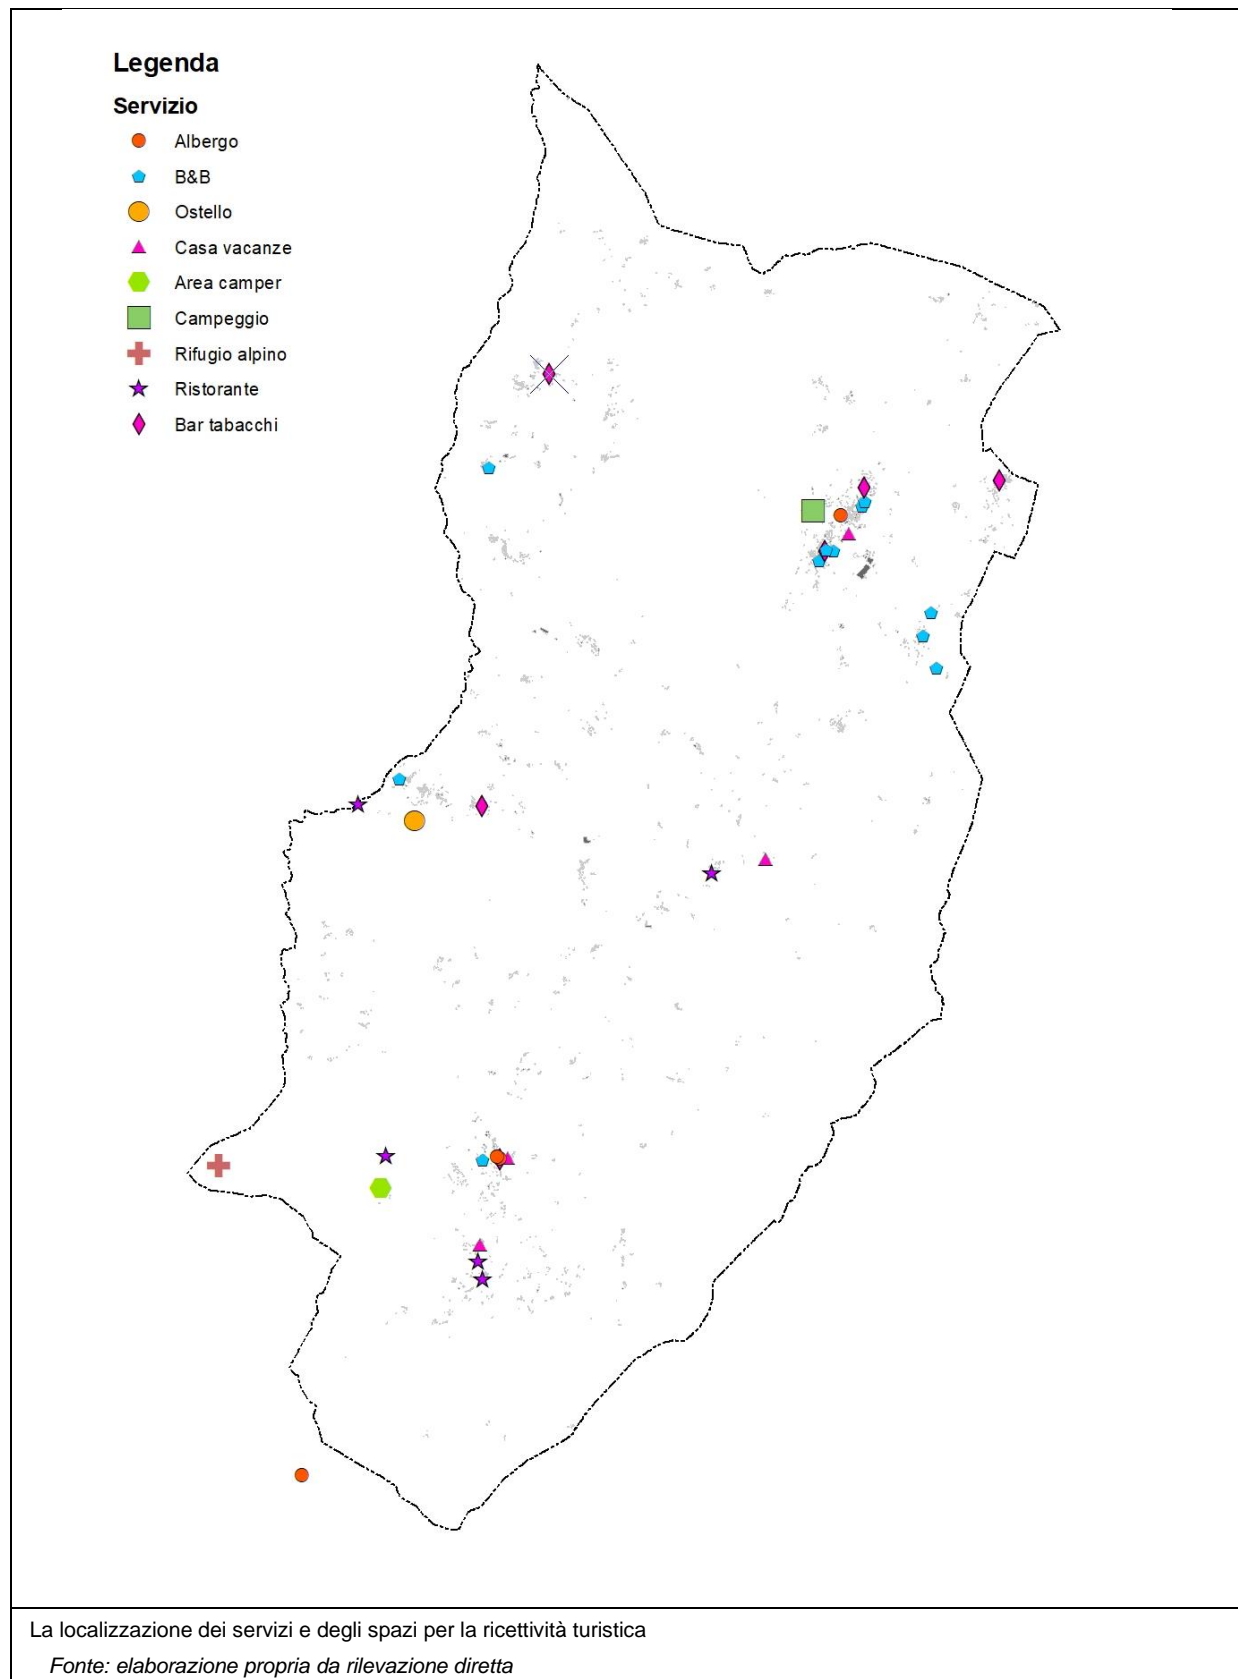 Legenda
Servizio
Albergo
B&B
Ostello
Casa vacanze
Area camper
Campeggio
Rifugio alpino
Ristorante
Bar tabacchi
La localizzazione dei servizi e degli spazi per la ricettività turistica
Fonte: elaborazione propria da rilevazione diretta